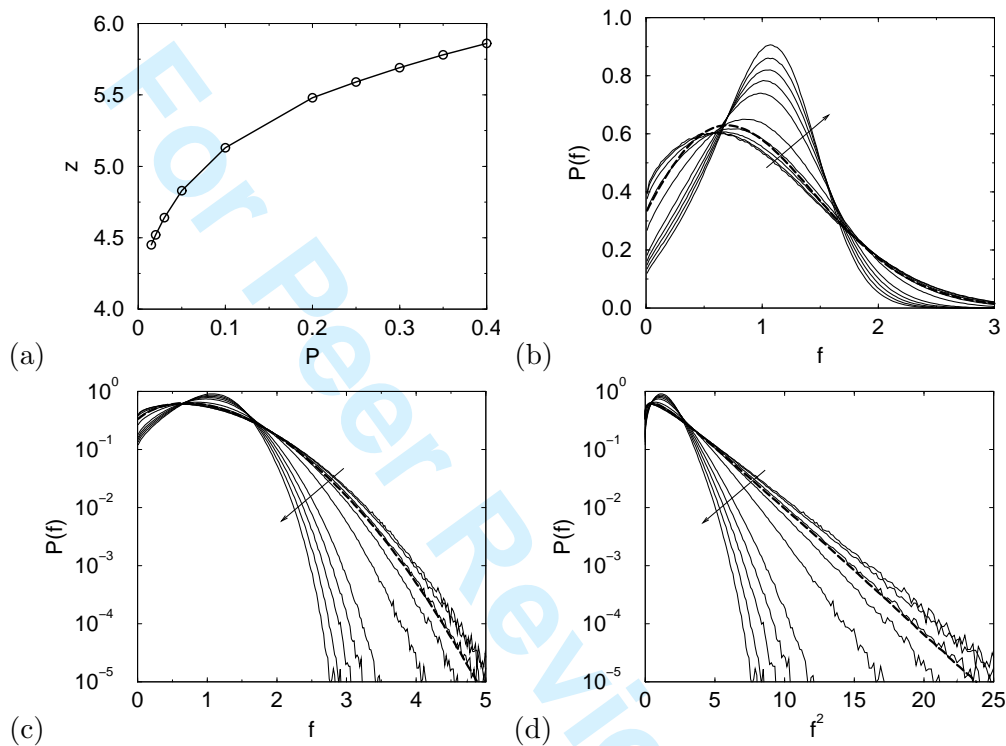 6.0
5.5
5.0
4.5
4.0
z
0 0.1 0.2 0.3 0.4
P
(a)
1.0
0.8
0.6
0.4
0.2
0.0
P(f)
0 1 2 3
f
(b)
10^0
10^-1
10^-2
10^-3
10^-4
10^-5
P(f)
0 1 2 3 4 5
f
(c)
10^0
10^-1
10^-2
10^-3
10^-4
10^-5
P(f)
0 5 10 15 20 25
f^2
(d)
For Peer Revie